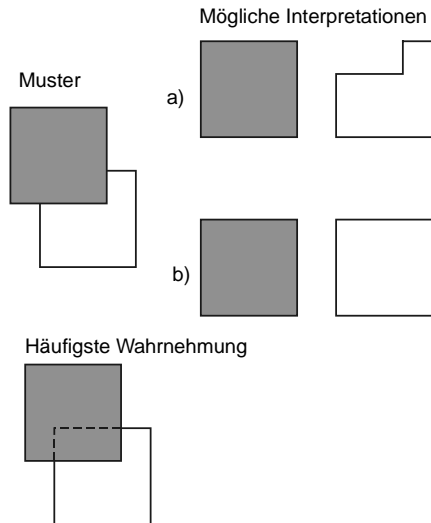 Mögliche Interpretationen
Muster
a)
b)
Häufigste Wahrnehmung